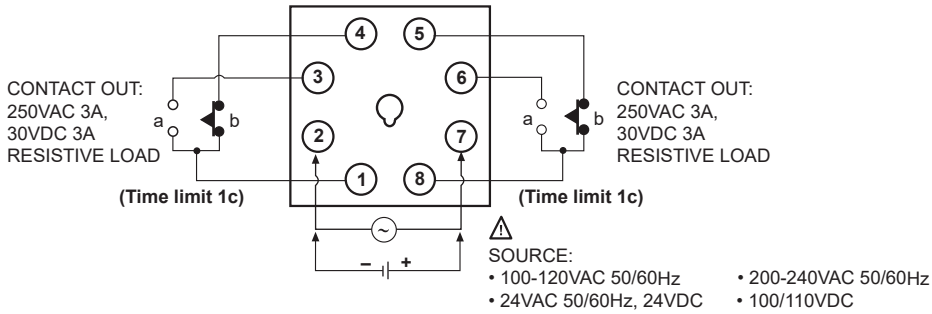 4
5
3
6
CONTACT OUT:
250VAC 3A,
30VDC 3A
RESISTIVE LOAD
a
b
a
b
CONTACT OUT:
250VAC 3A,
30VDC 3A
RESISTIVE LOAD
2
7
1
8
(Time limit 1c)
(Time limit 1c)
~
− +
SOURCE:
• 100-120VAC 50/60Hz • 200-240VAC 50/60Hz
• 24VAC 50/60Hz, 24VDC • 100/110VDC